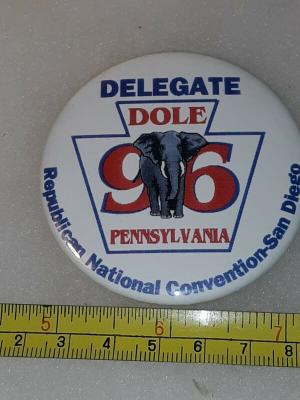 DELEGATE
DOLE
96
PENNSYLVANIA
Republican National Convention-San Diego
5 6 7
2 3 4 5 6 7 8